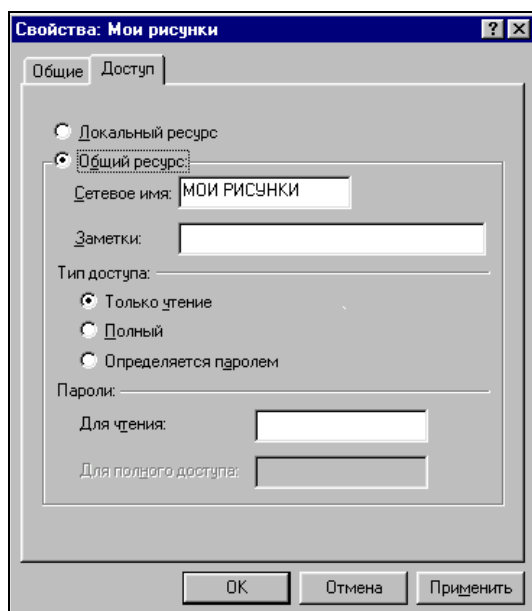 Свойства: Мои рисунки
Общие Доступ
Локальный ресурс
Общий ресурс:
Сетевое имя: МОИ РИСУНКИ
Заметки:
Тип доступа:
Только чтение
Полный
Определяется паролем
Пароли:
Для чтения:
Для полного доступа:
OK Отмена Применить